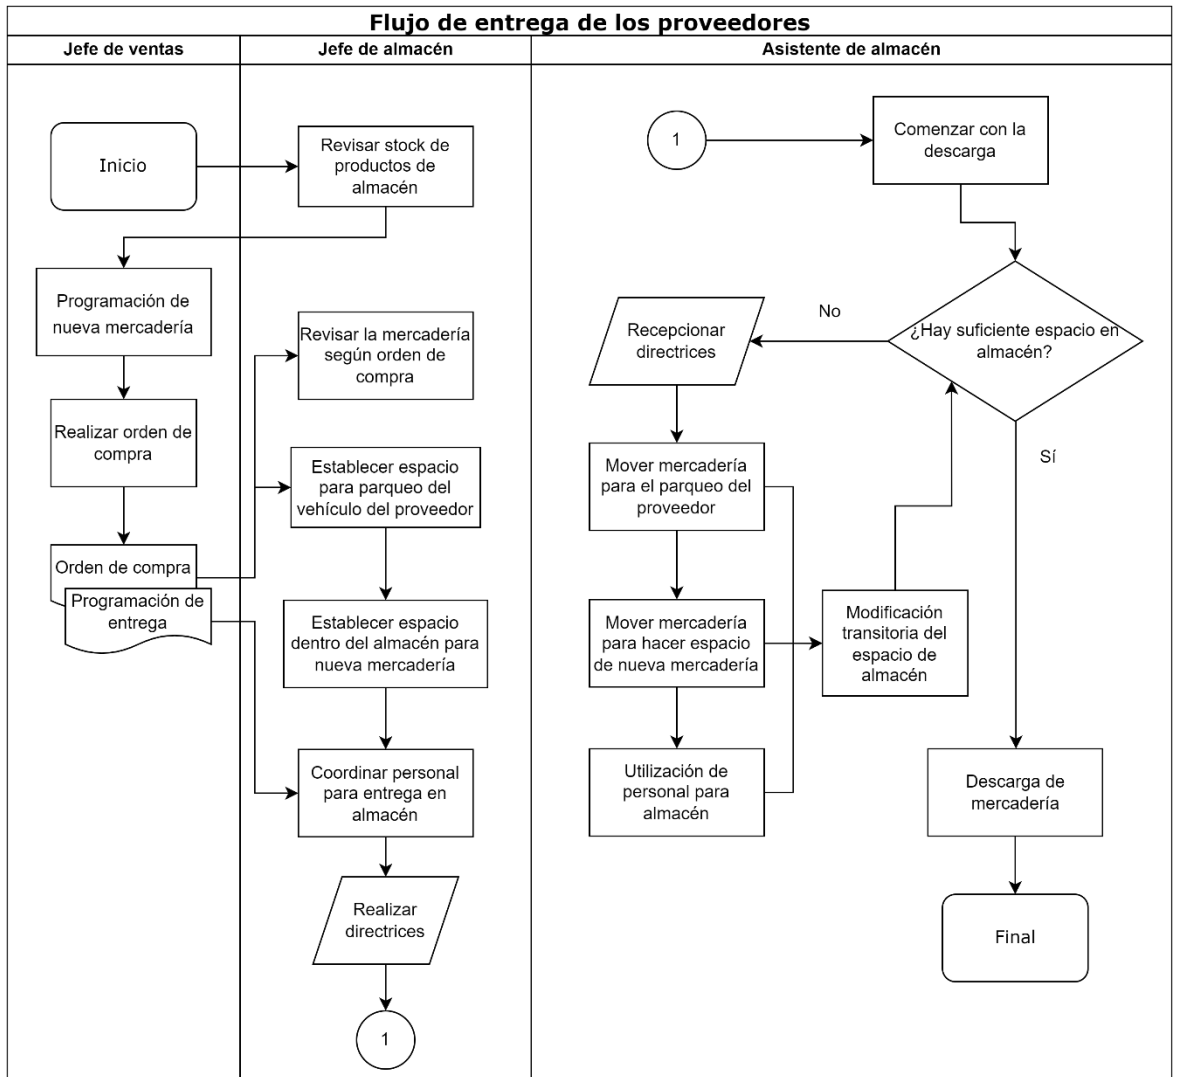 Flujo de entrega de los proveedores
Jefe de ventas
Jefe de almacén
Asistente de almacén
Inicio
Programación de
nueva mercadería
Realizar orden de
compra
Orden de compra
Programación de
entrega
Revisar stock de
productos de
almacén
Revisar la mercadería
según orden de
compra
Establecer espacio
para parqueo del
vehículo del proveedor
Establecer espacio
dentro del almacén para
nueva mercadería
Coordinar personal
para entrega en
almacén
Realizar
directrices
1
1
Comenzar con la
descarga
¿Hay suficiente espacio en
almacén?
No
Sí
Recepcionar
directrices
Mover mercadería
para el parqueo del
proveedor
Mover mercadería
para hacer espacio
de nueva mercadería
Utilización de
personal para
almacén
Modificación
transitoria del
espacio de
almacén
Descarga de
mercadería
Final